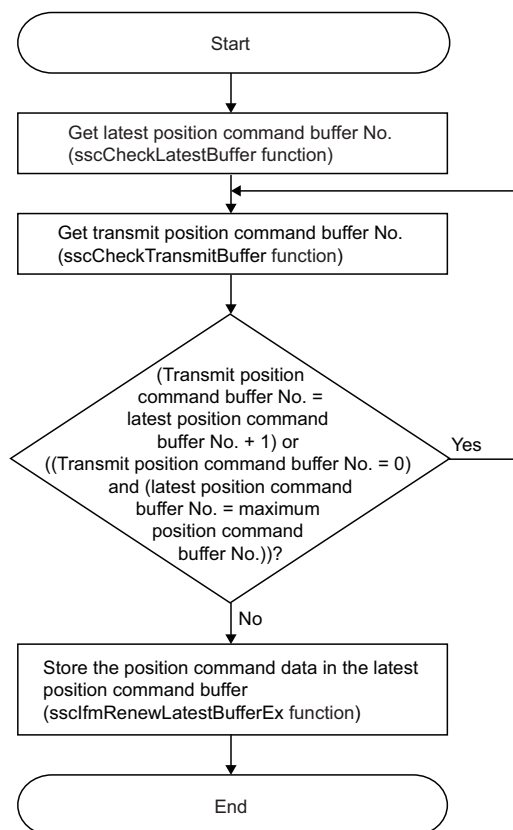 Start
Get latest position command buffer No.
(sscCheckLatestBuffer function)
Get transmit position command buffer No.
(sscCheckTransmitBuffer function)
(Transmit position
command buffer No. =
latest position command
buffer No. + 1) or
((Transmit position command buffer No. = 0)
and (latest position command
buffer No. = maximum
position command
buffer No.))?
Yes
No
Store the position command data in the latest
position command buffer
(sscIfmRenewLatestBufferEx function)
End